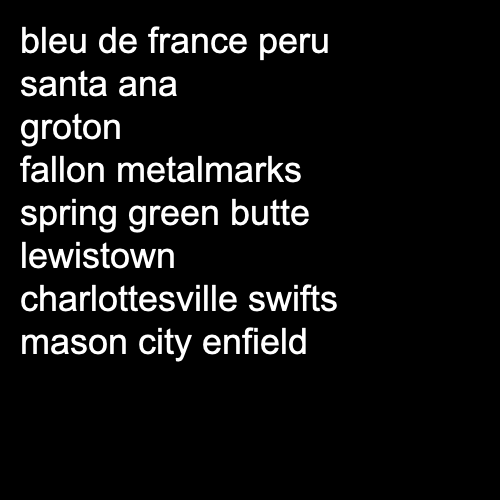 bleu de france peru
santa ana
groton
fallon metalmarks
spring green butte
lewistown
charlottesville swifts
mason city enfield